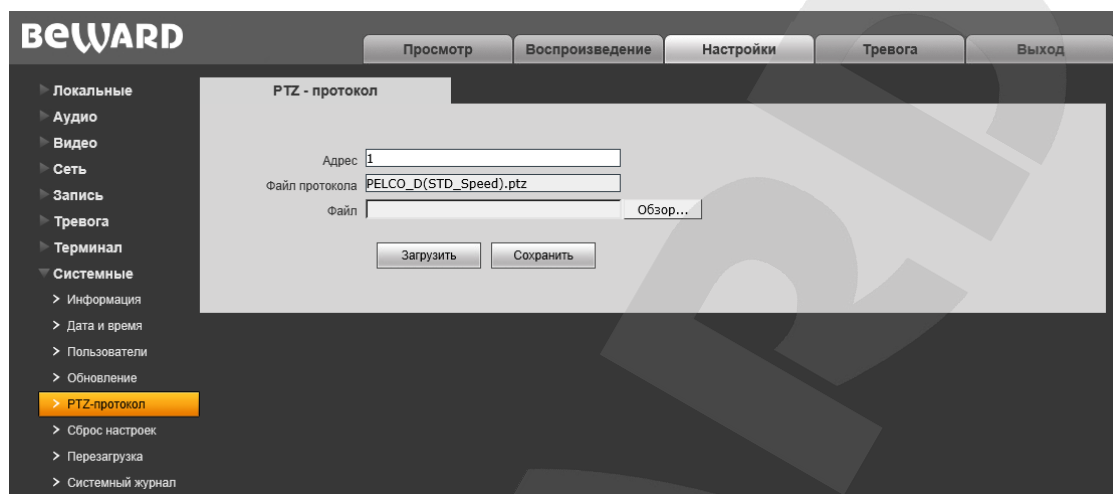 BEWARD
Просмотр Воспроизведение Настройки Тревога Выход
Локальные
Аудио
Видео
Сеть
Запись
Тревога
Терминал
Системные
Информация
Дата и время
Пользователи
Обновление
PTZ-протокол
Сброс настроек
Перезагрузка
Системный журнал
PTZ - протокол
Адрес 1
Файл протокола PELCO_D(STD_Speed).ptz
Файл Обзор...
Загрузить Сохранить